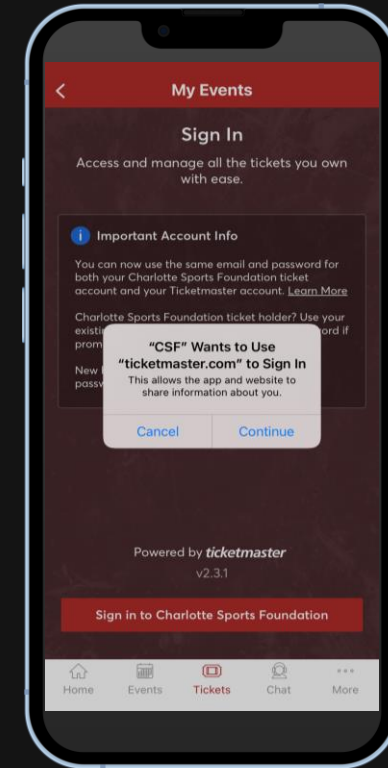 My Events
Sign In
Access and manage all the tickets you own
with ease.
Important Account Info
You can now use the same email and password for
both your Charlotte Sports Foundation ticket
account and your Ticketmaster account. Learn More
Charlotte Sports Foundation ticket holder? Use your
if
"CSF" Wants to Use
"ticketmaster.com" to Sign In
This allows the app and website to
share information about you.
Cancel Continue
New
Powered by ticketmaster
v2.3.1
Sign in to Charlotte Sports Foundation
Home Events Tickets Chat More